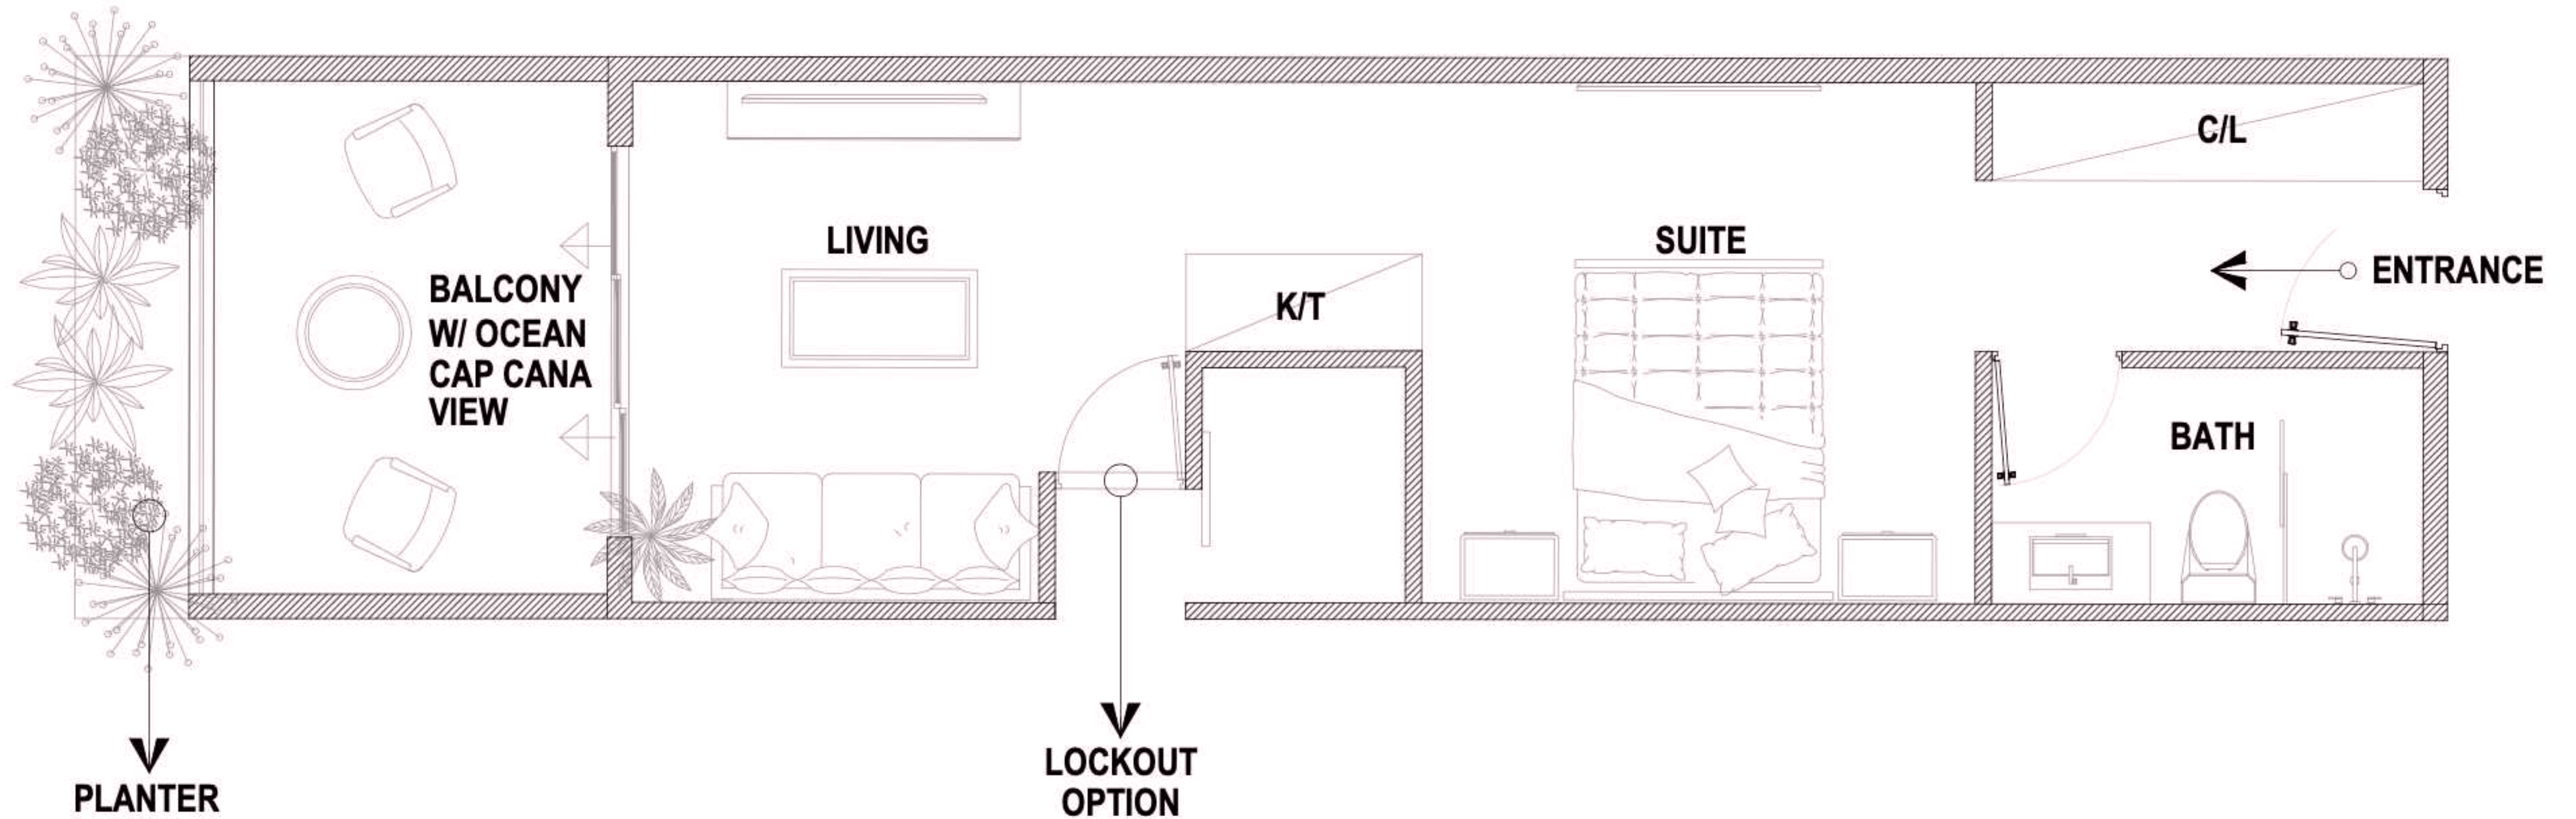 C/L
LIVING
SUITE
ENTRANCE
BALCONY
W/ OCEAN
CAP CANA
VIEW
K/T
BATH
LOCKOUT
OPTION
PLANTER